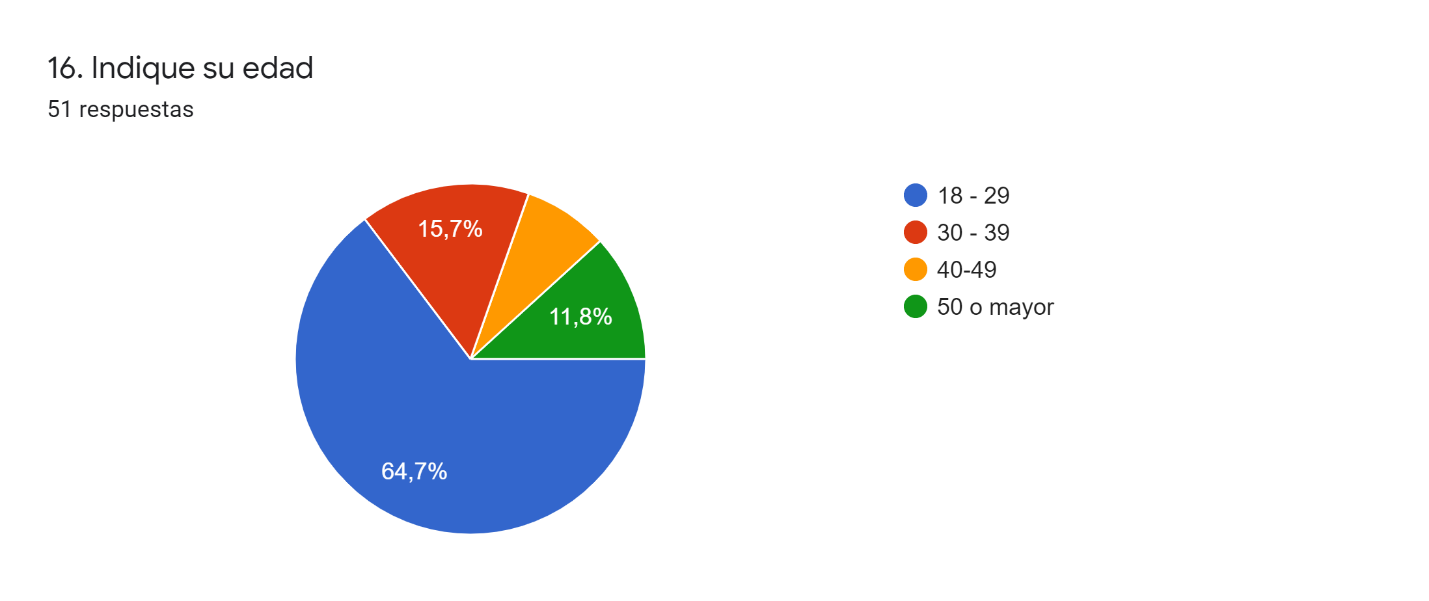 16. Indique su edad
51 respuestas
15,7%
11,8%
64,7%
18 - 29
30 - 39
40-49
50 o mayor